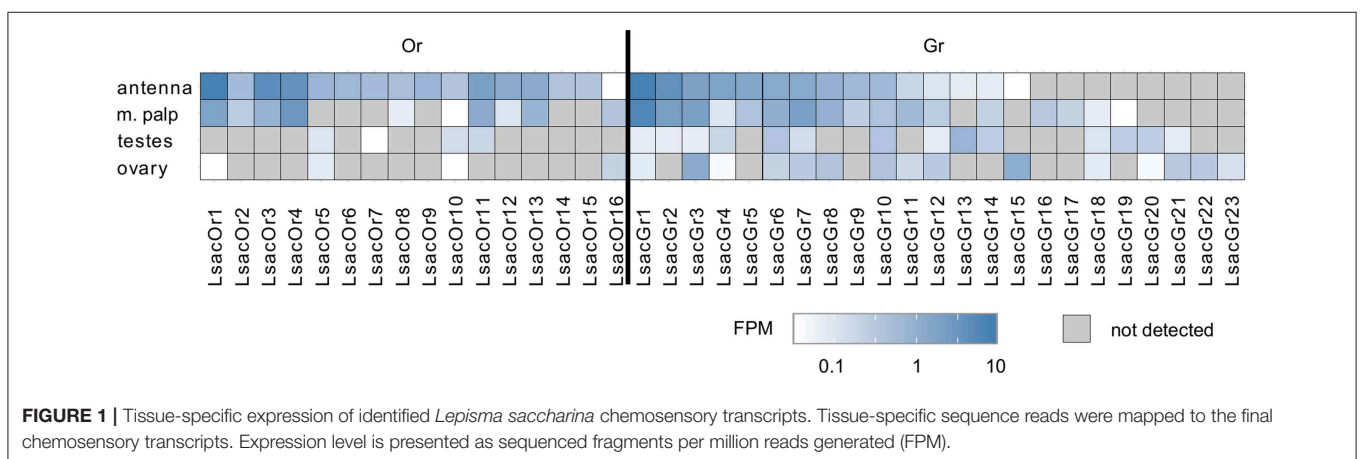 Or Gr
antenna
m. palp
testes
ovary
LsacOr1
LsacOr2
LsacOr3
LsacOr4
LsacOr5
LsacOr6
LsacOr7
LsacOr8
LsacOr9
LsacOr10
LsacOr11
LsacOr12
LsacOr13
LsacOr14
LsacOr15
LsacOr16
LsacGr1
LsacGr2
LsacGr3
LsacGr4
LsacGr5
LsacGr6
LsacGr7
LsacGr8
LsacGr9
LsacGr10
LsacGr11
LsacGr12
LsacGr13
LsacGr14
LsacGr15
LsacGr16
LsacGr17
LsacGr18
LsacGr19
LsacGr20
LsacGr21
LsacGr22
LsacGr23
FPM not detected
0.1 1 10
FIGURE 1 | Tissue-specific expression of identified Lepisma saccharina chemosensory transcripts. Tissue-specific sequence reads were mapped to the final
chemosensory transcripts. Expression level is presented as sequenced fragments per million reads generated (FPM).